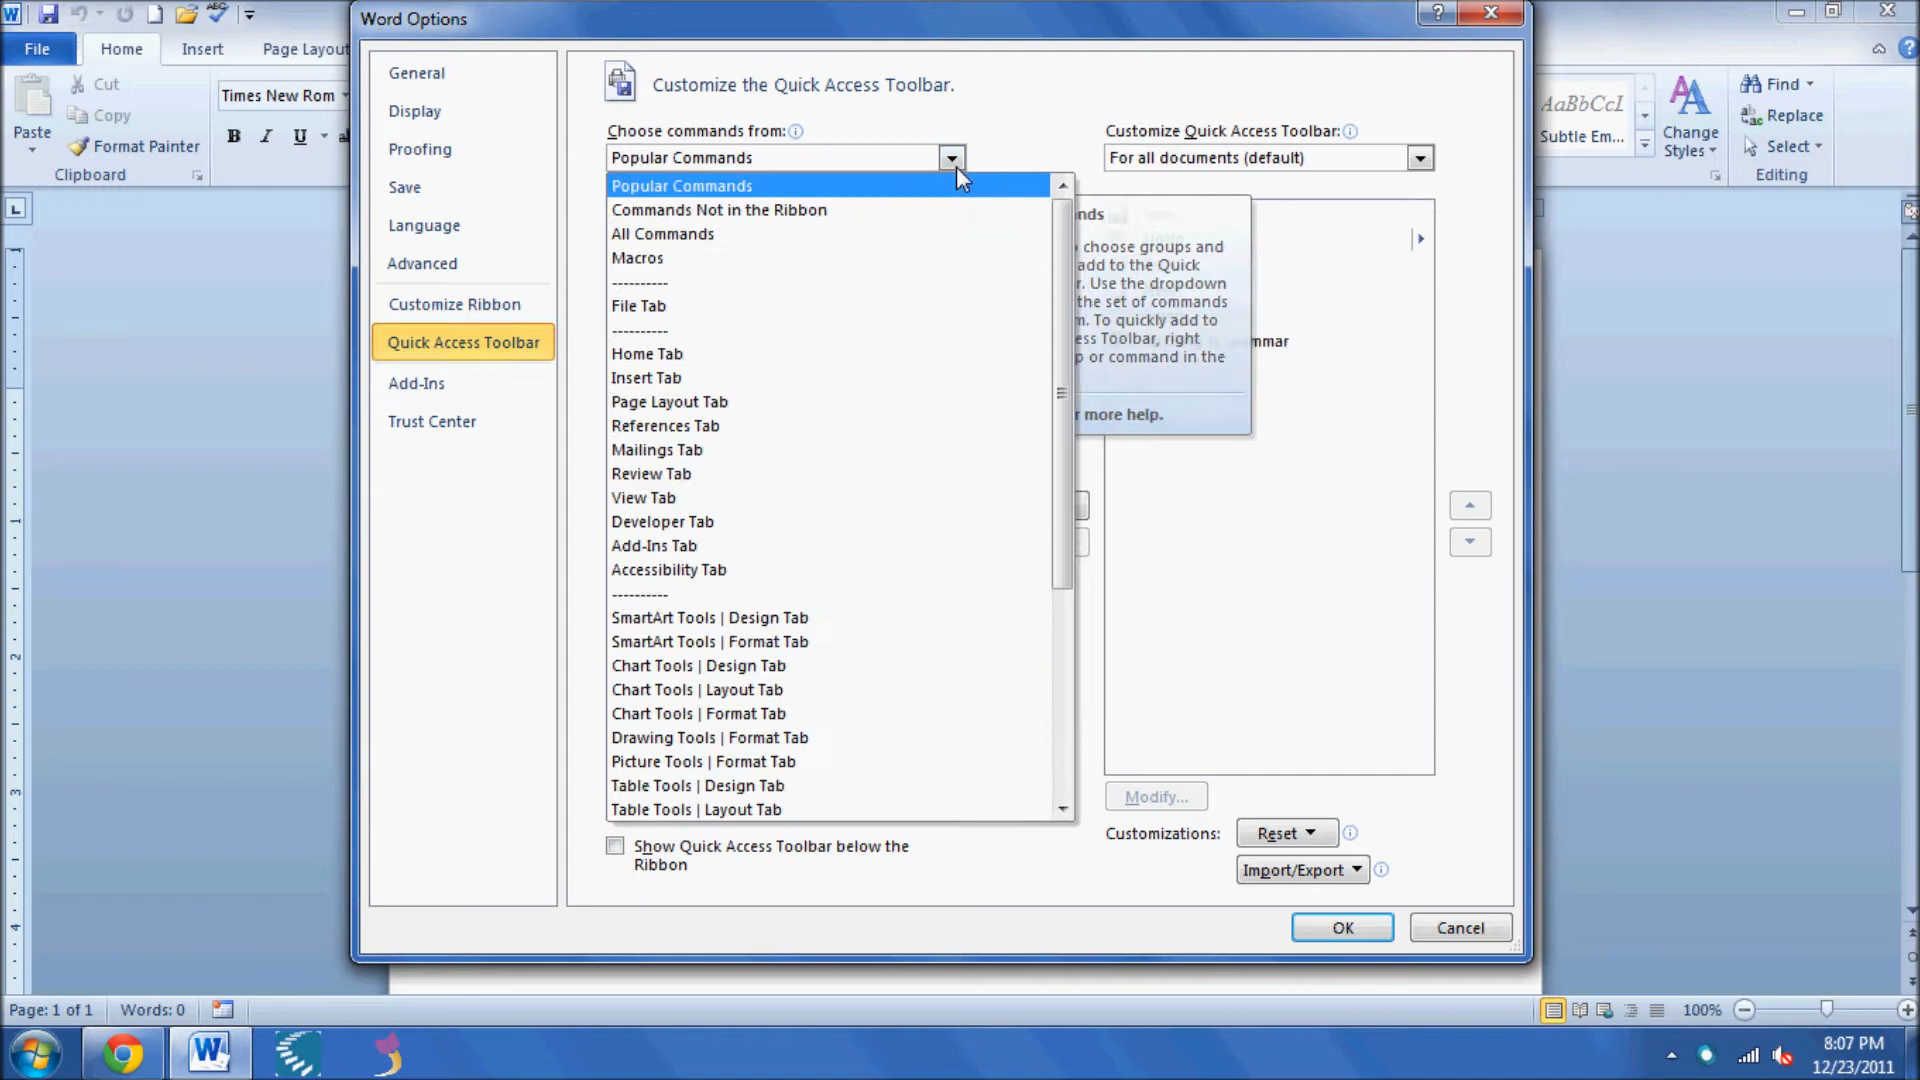 Word Options
File
Home
Insert
Page Layout
Cut
Copy
Format Painter
Paste
Clipboard
Times New Rom
B I U
General
Display
Proofing
Save
Language
Advanced
Customize Ribbon
Quick Access Toolbar
Add-Ins
Trust Center
Customize the Quick Access Toolbar.
Choose commands from:
Popular Commands
Popular Commands
Commands Not in the Ribbon
All Commands
Macros
----------
File Tab
----------
Home Tab
Insert Tab
Page Layout Tab
References Tab
Mailings Tab
Review Tab
View Tab
Developer Tab
Add-Ins Tab
Accessibility Tab
----------
SmartArt Tools | Design Tab
SmartArt Tools | Format Tab
Chart Tools | Design Tab
Chart Tools | Layout Tab
Chart Tools | Format Tab
Drawing Tools | Format Tab
Picture Tools | Format Tab
Table Tools | Design Tab
Table Tools | Layout Tab
Show Quick Access Toolbar below the
Ribbon
Customize Quick Access Toolbar:
For all documents (default)
choose groups and
add to the Quick
r. Use the dropdown
the set of commands
m. To quickly add to
ess Toolbar, right
p or command in the
r more help.
Modify...
Customizations:
Reset
Import/Export
OK
Cancel
AaBbCcI
Subtle Em...
Change
Styles
Find
Replace
Select
Editing
1
2
3
4
Page: 1 of 1
Words: 0
100%
8:07 PM
12/23/2011